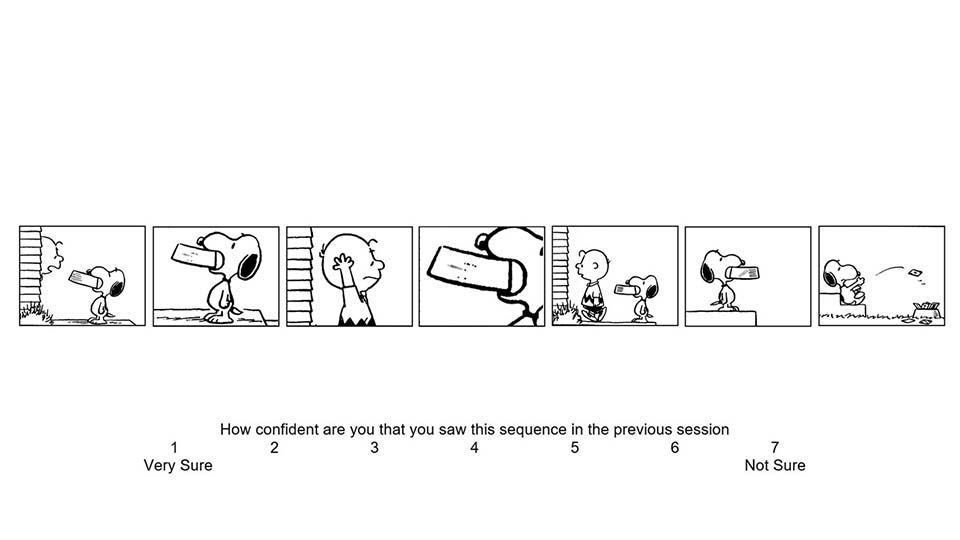 How confident are you that you saw this sequence in the previous session
1 2 3 4 5 6 7
Very Sure Not Sure